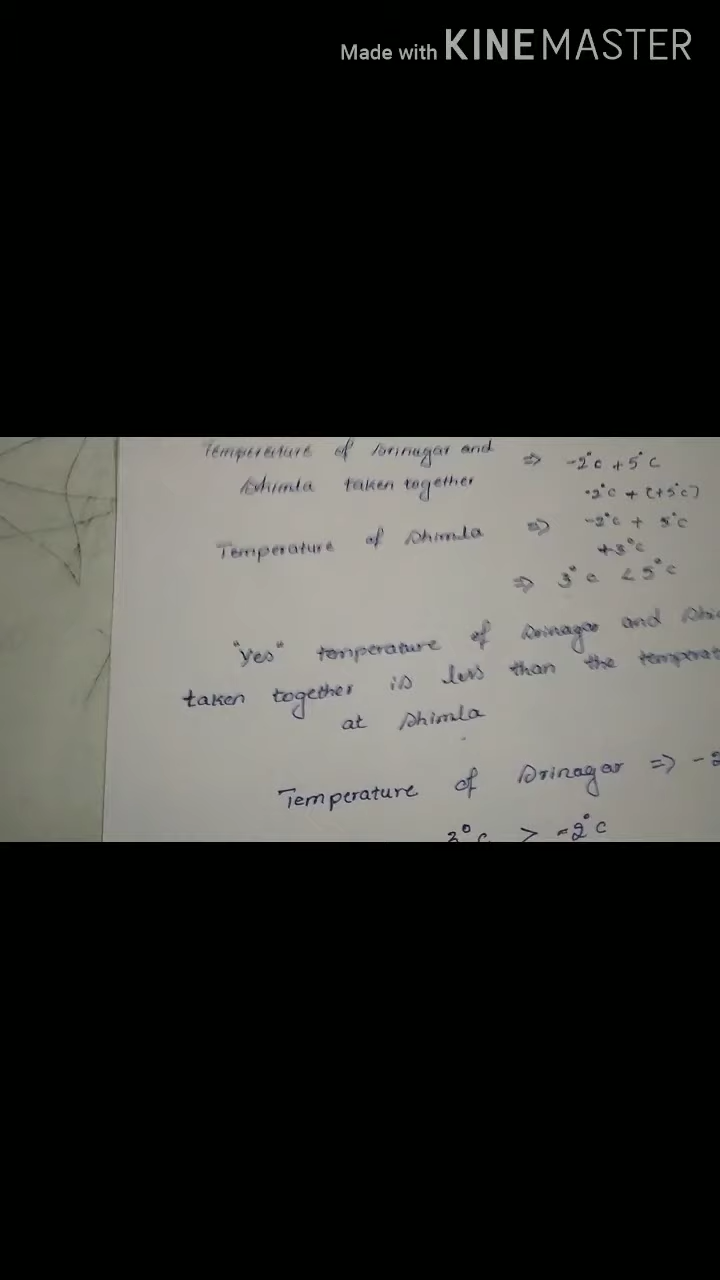 Made with KINEMASTER
Temperature of Srinagar and ⇒ -2°C + 5°C
Shimla taken together -2°C + (+5°C)
Temperature of Shimla ⇒ -2°C + 5°C
+3°C
⇒ 3°C < 5°C
"Yes" temperature of Srinagar and
taken together is less than the
at Shimla
Temperature of Srinagar ⇒ -2
3°C > -2°C